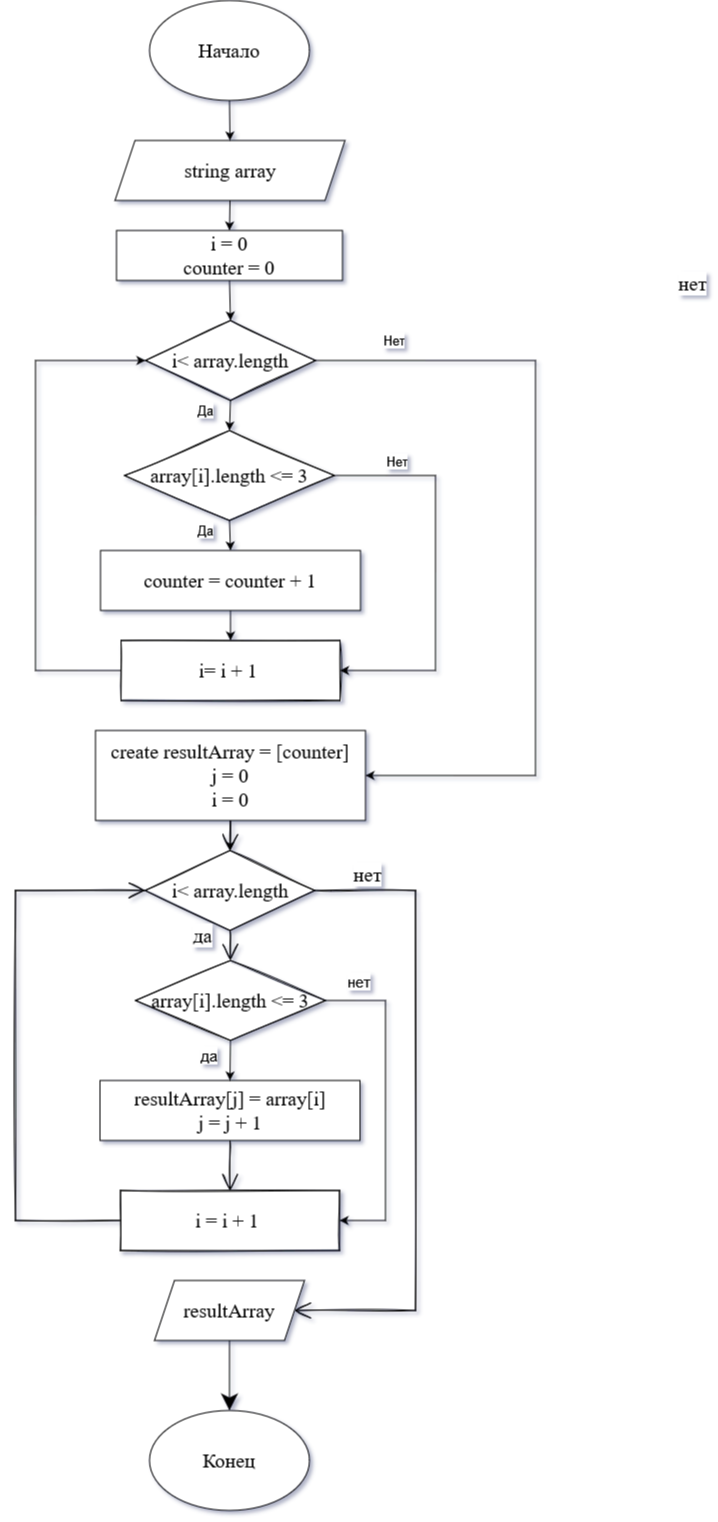 Начало
string array
i = 0
counter = 0
нет
i< array.length
Нет
Да
array[i].length <= 3
Нет
Да
counter = counter + 1
i= i + 1
create resultArray = [counter]
j = 0
i = 0
i< array.length
нет
да
array[i].length <= 3
нет
да
resultArray[j] = array[i]
j = j + 1
i = i + 1
resultArray
Конец